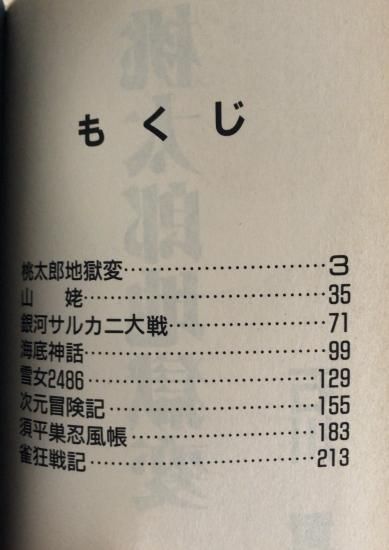 もくじ
桃太郎地獄変…………………3
山姥…………………35
銀河サルカニ大戦…………………71
海底神話…………………99
雪女2486…………………129
次元冒険記…………………155
須平巣忍風帳…………………183
雀狂戦記…………………213